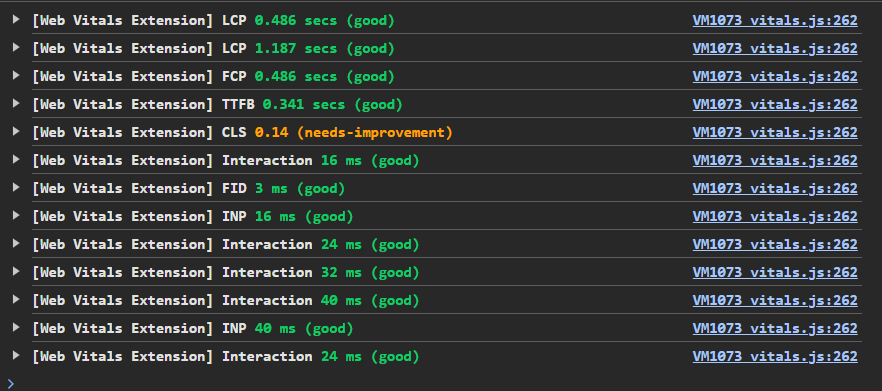 [Web Vitals Extension] LCP 0.486 secs (good) VM1073 vitals.js:262
[Web Vitals Extension] LCP 1.187 secs (good) VM1073 vitals.js:262
[Web Vitals Extension] FCP 0.486 secs (good) VM1073 vitals.js:262
[Web Vitals Extension] TTFB 0.341 secs (good) VM1073 vitals.js:262
[Web Vitals Extension] CLS 0.14 (needs-improvement) VM1073 vitals.js:262
[Web Vitals Extension] Interaction 16 ms (good) VM1073 vitals.js:262
[Web Vitals Extension] FID 3 ms (good) VM1073 vitals.js:262
[Web Vitals Extension] INP 16 ms (good) VM1073 vitals.js:262
[Web Vitals Extension] Interaction 24 ms (good) VM1073 vitals.js:262
[Web Vitals Extension] Interaction 32 ms (good) VM1073 vitals.js:262
[Web Vitals Extension] Interaction 40 ms (good) VM1073 vitals.js:262
[Web Vitals Extension] INP 40 ms (good) VM1073 vitals.js:262
[Web Vitals Extension] Interaction 24 ms (good) VM1073 vitals.js:262